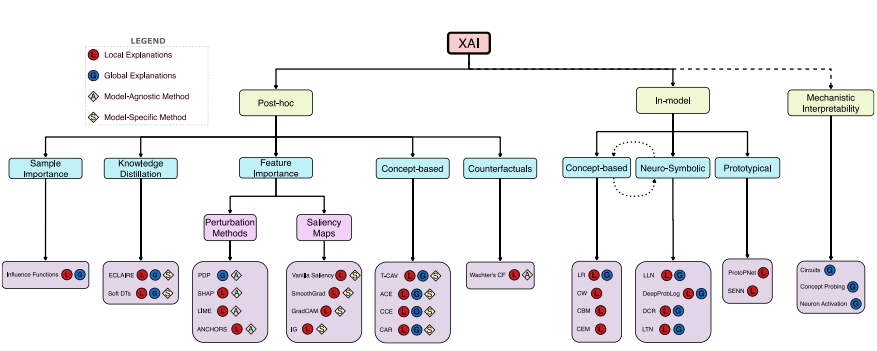 XAI
LEGEND
L Local Explanations
G Global Explanations
A Model-Agnostic Method
S Model-Specific Method
Post-hoc
In-model
Mechanistic
Interpretability
Sample
Importance
Knowledge
Distillation
Feature
Importance
Concept-based
Counterfactuals
Concept-based
Neuro-Symbolic
Prototypical
Perturbation
Methods
Saliency
Maps
Influence Functions L G
ECLAIRE L G S
Soft DTs L G S
PDP G A
SHAP L A
LIME L A
ANCHORS L A
Vanilla Saliency L S
SmoothGrad L S
GradCAM L S
IG L S
T-CAV L G S
ACE L G S
CCE L G S
CAR L G S
Wachter's CF L A
LR L G
CW L
CBM L
CEM L
LLN L G
DeepProbLog L G
DCR L G
LTN L G
ProtoPNet L
SENN L
Circuits G
Concept Probing G
Neuron Activation G